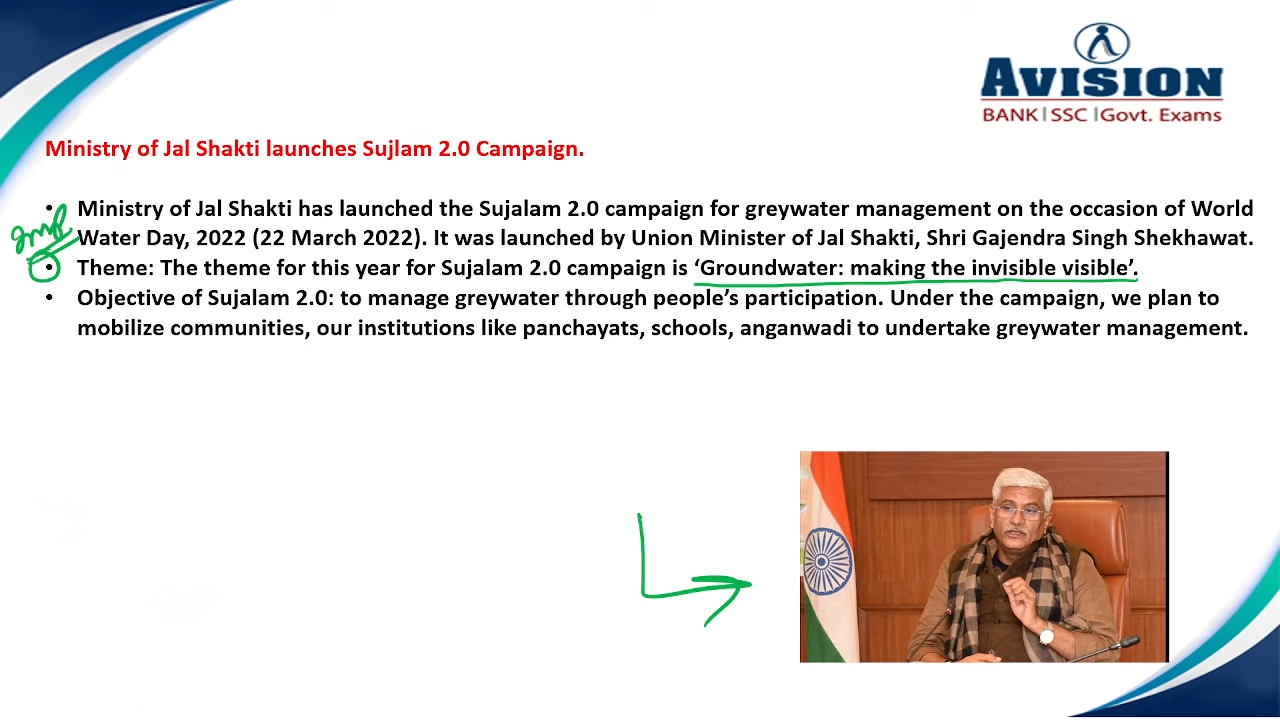 AVISION
BANK | SSC | Govt. Exams
Ministry of Jal Shakti launches Sujlam 2.0 Campaign.
• Ministry of Jal Shakti has launched the Sujalam 2.0 campaign for greywater management on the occasion of World
imp Water Day, 2022 (22 March 2022). It was launched by Union Minister of Jal Shakti, Shri Gajendra Singh Shekhawat.
• Theme: The theme for this year for Sujalam 2.0 campaign is ‘Groundwater: making the invisible visible’.
• Objective of Sujalam 2.0: to manage greywater through people’s participation. Under the campaign, we plan to
mobilize communities, our institutions like panchayats, schools, anganwadi to undertake greywater management.